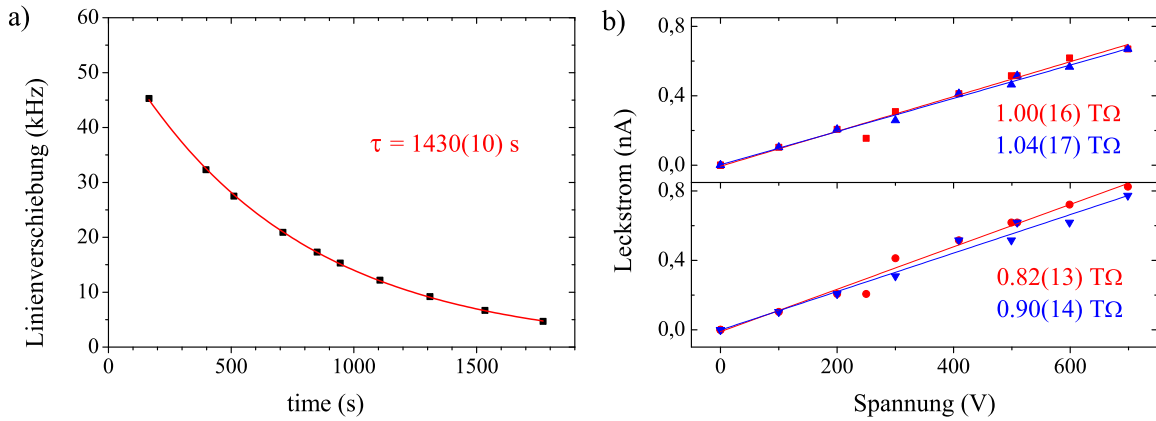 a)
60
50
40
30
20
10
0
Linienverschiebung (kHz)
τ = 1430(10) s
0
500
1000
1500
time (s)
b)
0,8
0,4
0,0
1.00(16) TΩ
1.04(17) TΩ
0,8
0,4
0,0
0.82(13) TΩ
0.90(14) TΩ
Leckstrom (nA)
0
200
400
600
Spannung (V)